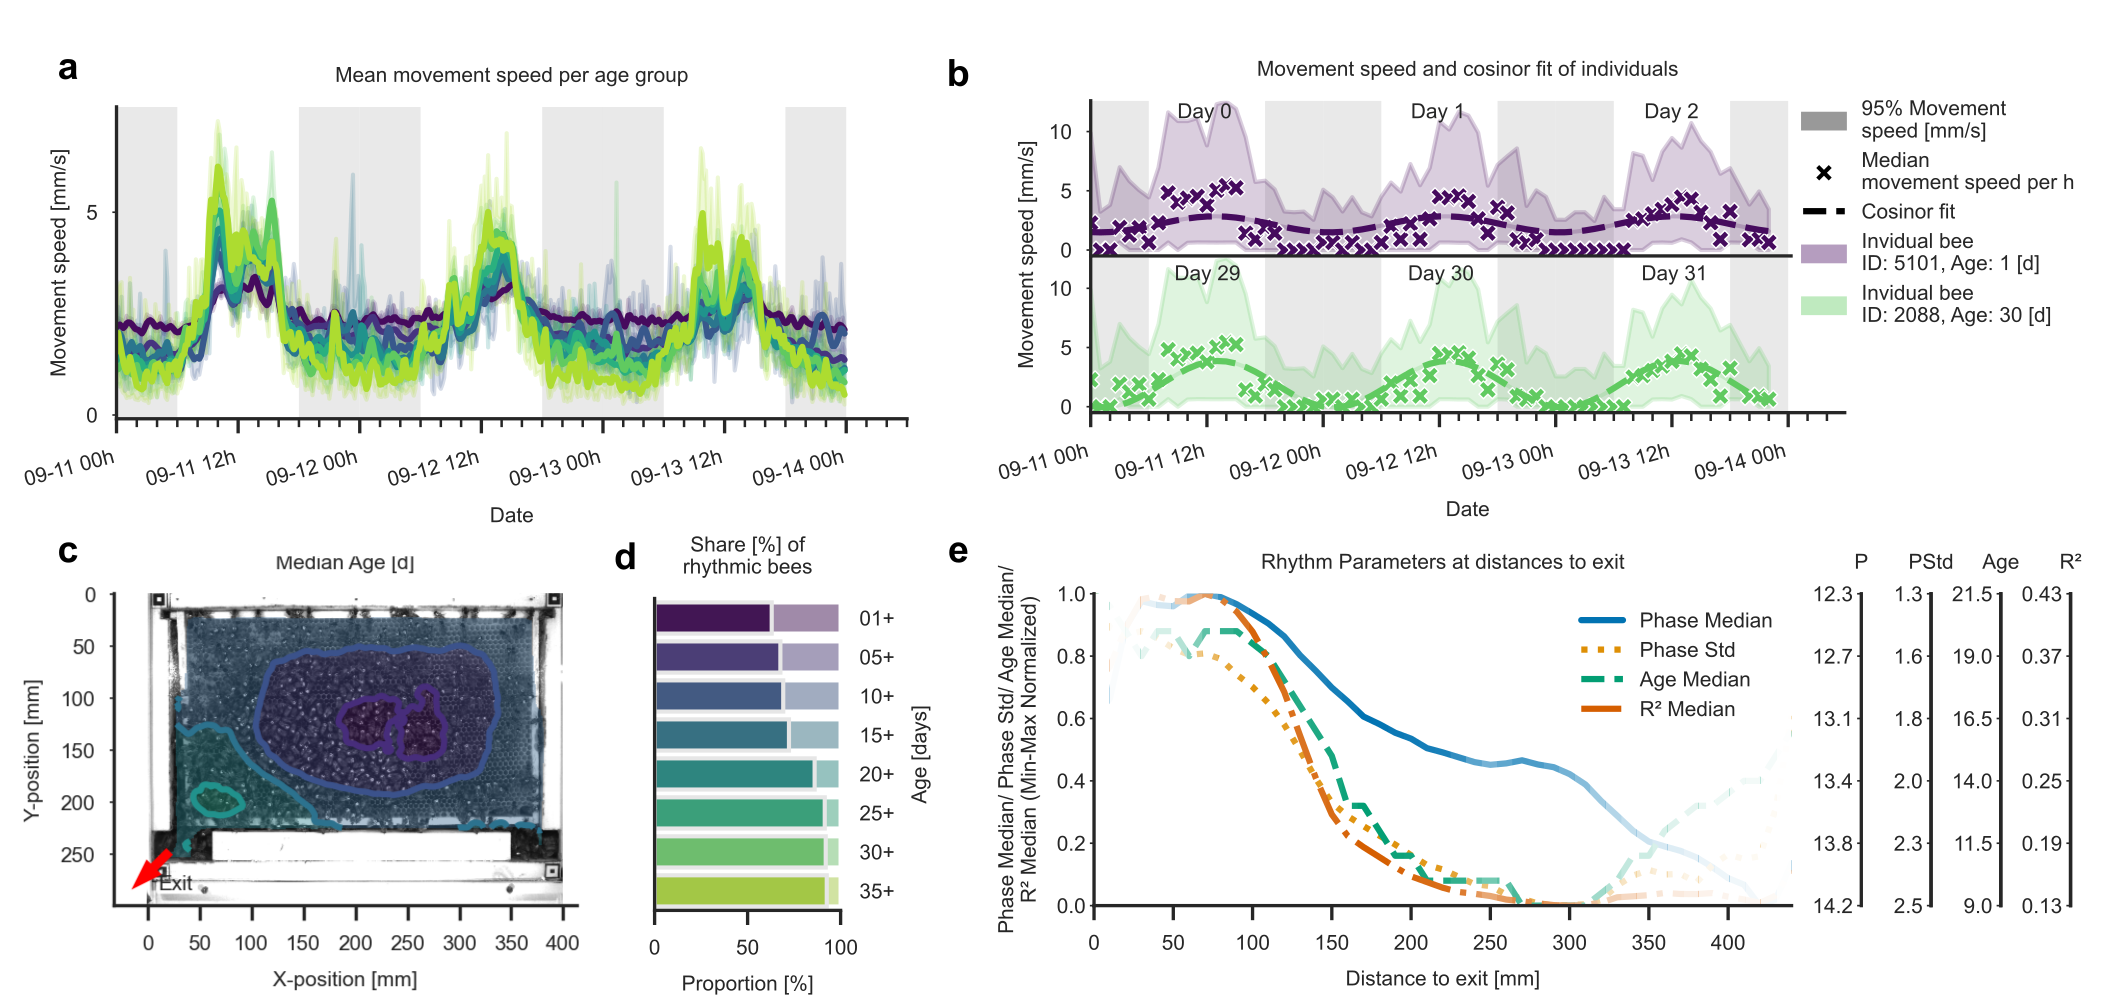 a
Mean movement speed per age group
Movement speed [mm/s]
5
0
09-11 00h
09-11 12h
09-12 00h
09-12 12h
09-13 00h
09-13 12h
09-14 00h
Date
b
Movement speed and cosinor fit of individuals
Movement speed [mm/s]
10
5
0
Day 0
Day 1
Day 2
10
5
0
Day 29
Day 30
Day 31
09-11 00h
09-11 12h
09-12 00h
09-12 12h
09-13 00h
09-13 12h
09-14 00h
Date
95% Movement
speed [mm/s]
Median
movement speed per h
Cosinor fit
Invidual bee
ID: 5101, Age: 1 [d]
Invidual bee
ID: 2088, Age: 30 [d]
c
Median Age [d]
Y-position [mm]
0
50
100
150
200
250
Exit
0 50 100 150 200 250 300 350 400
X-position [mm]
d
Share [%] of
rhythmic bees
01+
05+
10+
15+
20+
25+
30+
35+
Age [days]
0 50 100
Proportion [%]
e
Rhythm Parameters at distances to exit
Phase Median/ Phase Std/ Age Median/
R² Median (Min-Max Normalized)
1.0
0.8
0.6
0.4
0.2
0.0
Phase Median
Phase Std
Age Median
R² Median
0 50 100 150 200 250 300 350 400
Distance to exit [mm]
P PStd Age R²
12.3 1.3 21.5 0.43
12.7 1.6 19.0 0.37
13.1 1.8 16.5 0.31
13.4 2.0 14.0 0.25
13.8 2.3 11.5 0.19
14.2 2.5 9.0 0.13